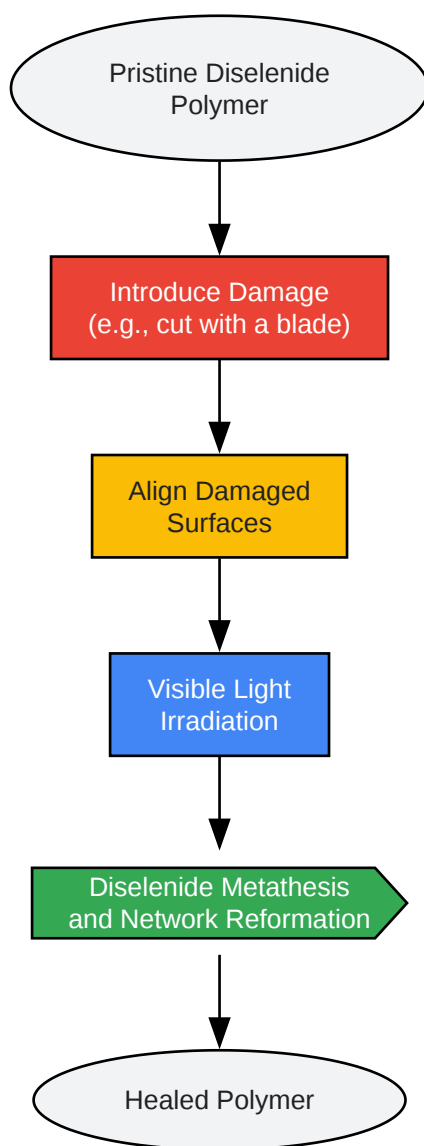 Pristine Diselenide
Polymer
Introduce Damage
(e.g., cut with a blade)
Align Damaged
Surfaces
Visible Light
Irradiation
Diselenide Metathesis
and Network Reformation
Healed Polymer